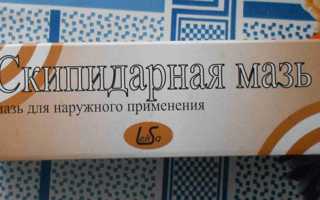 Скипидарная мазь
мазь для наружного применения